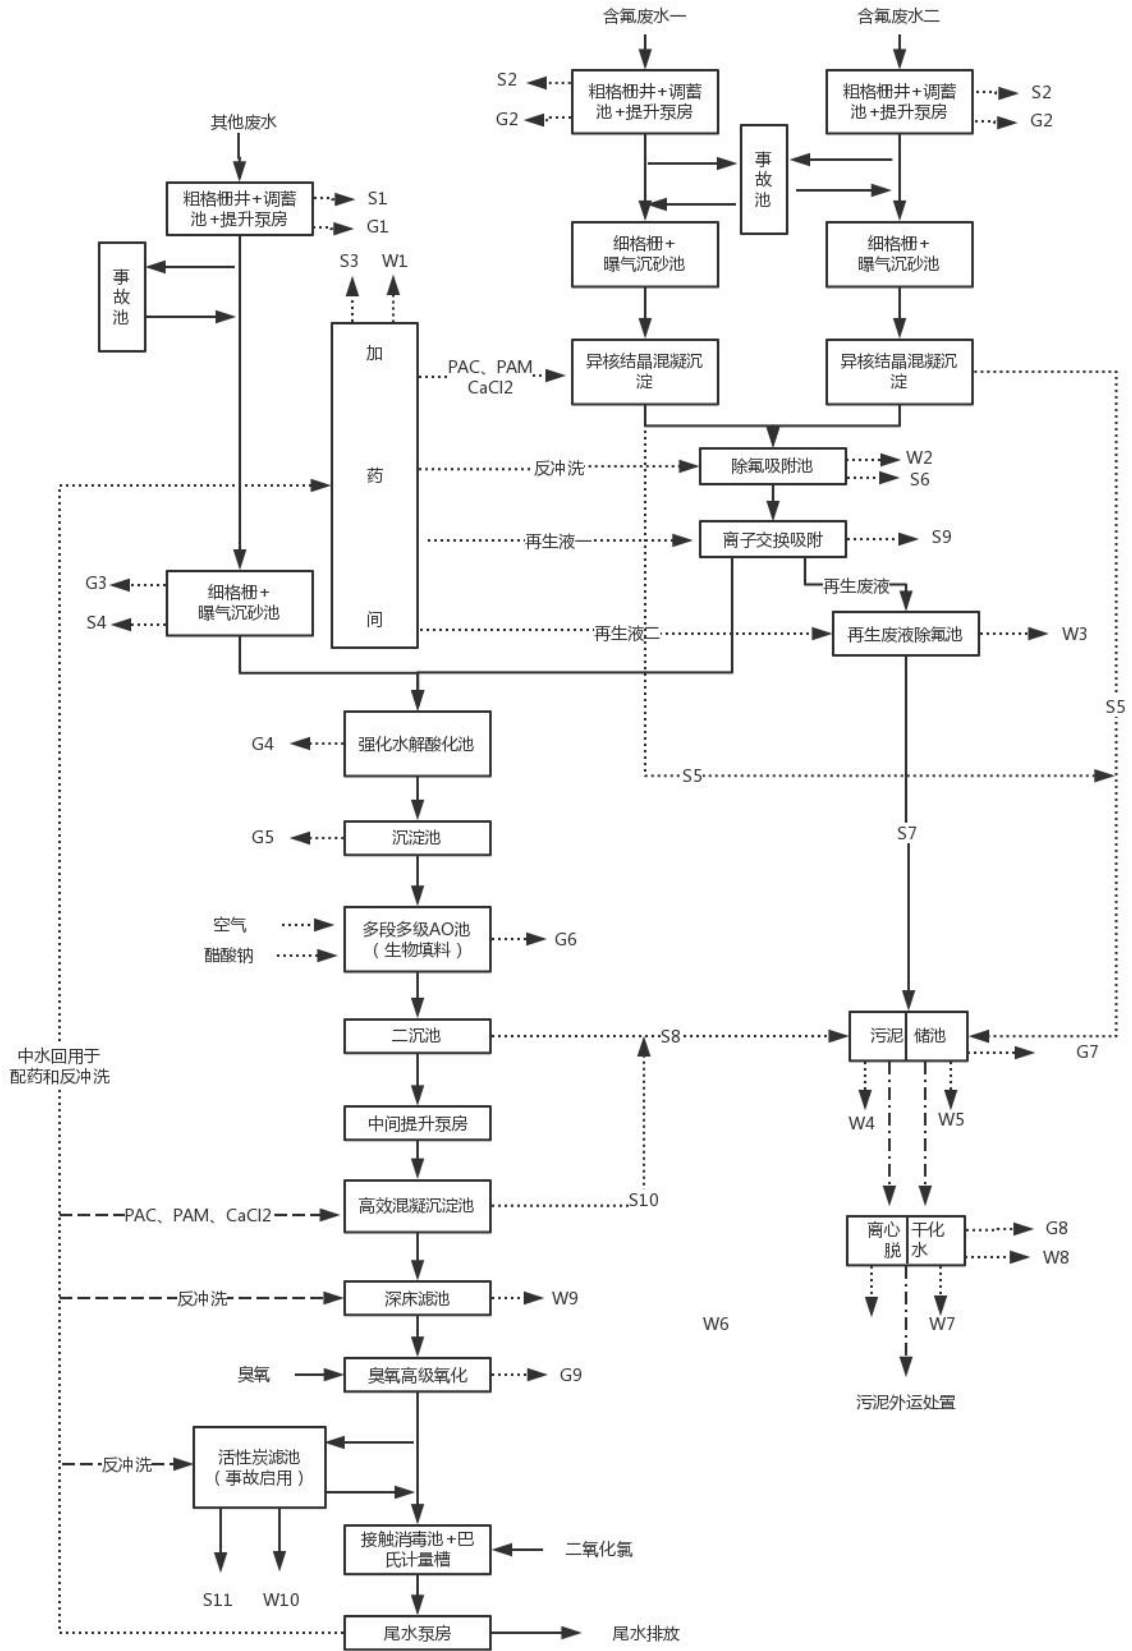 含氟废水一
含氟废水二
S2
粗格栅井+调蓄
池+提升泵房
G2
粗格栅井+调蓄
池+提升泵房
S2
G2
其他废水
事
故
池
粗格栅井+调蓄
池+提升泵房
S1
G1
细格栅+
曝气沉砂池
细格栅+
曝气沉砂池
事
故
池
S3
W1
加
药
间
PAC、PAM
CaCl2
异核结晶混凝沉
淀
异核结晶混凝沉
淀
反冲洗
除氟吸附池
W2
S6
再生液一
离子交换吸附
S9
G3
S4
细格栅+
曝气沉砂池
再生废液
再生液二
再生废液除氟池
W3
S5
G4
强化水解酸化池
S5
G5
沉淀池
S7
空气
醋酸钠
多段多级AO池
（生物填料）
G6
二沉池
S8
污泥
储池
G7
中水回用于
配药和反冲洗
W4
W5
中间提升泵房
高效混凝沉淀池
S10
PAC、PAM、CaCl2
离心
脱
干化
水
G8
W8
反冲洗
深床滤池
W9
W6
W7
臭氧
臭氧高级氧化
G9
污泥外运处置
反冲洗
活性炭滤池
（事故启用）
接触消毒池+巴
氏计量槽
二氧化氯
S11
W10
尾水泵房
尾水排放